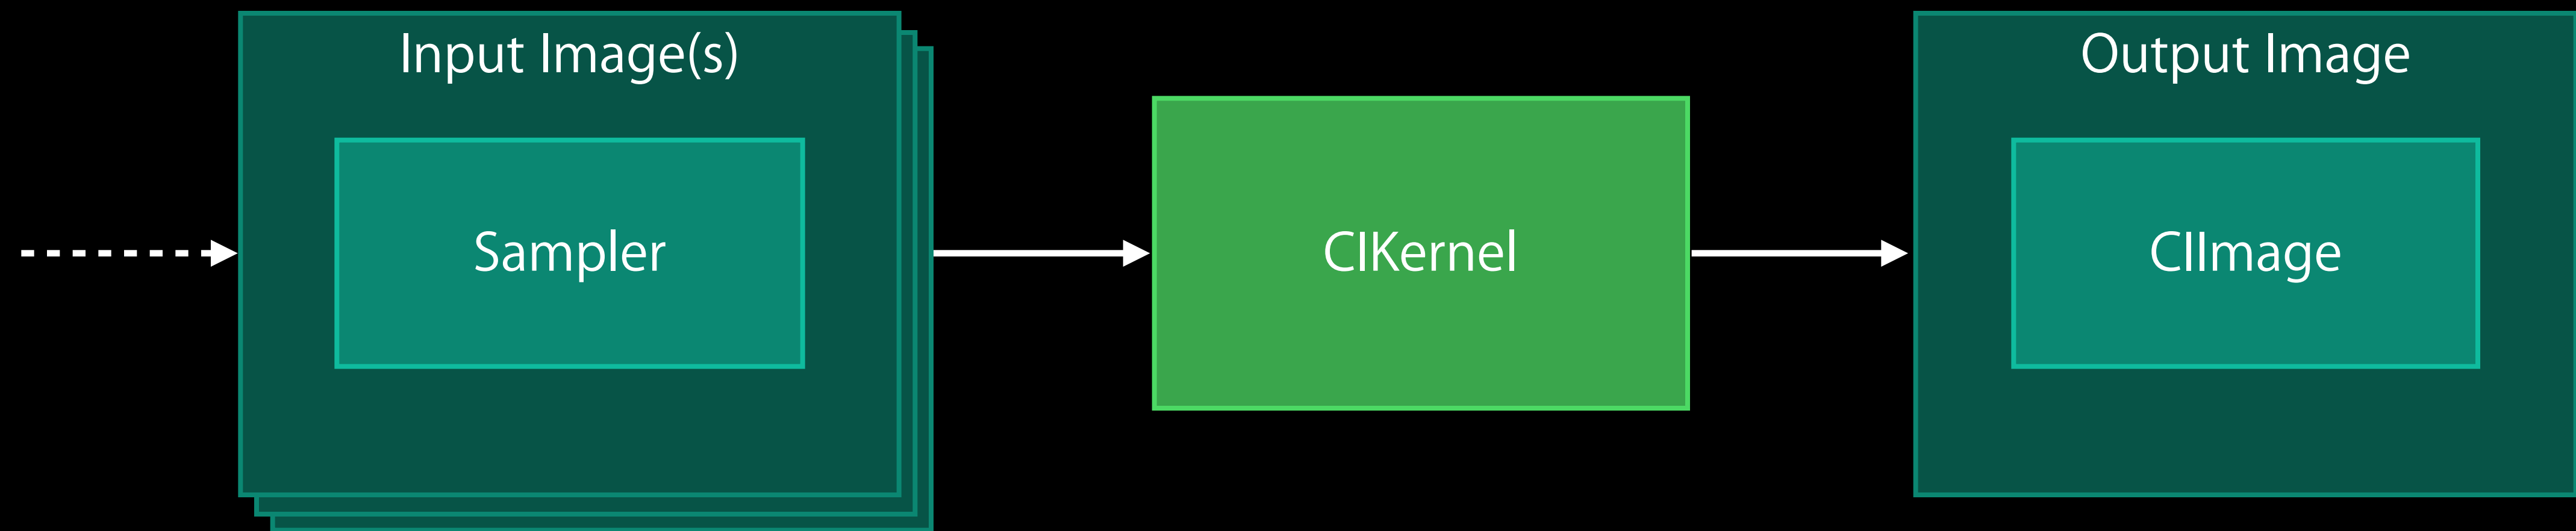 Input Image(s)
Sampler
CIKernel
Output Image
CIImage